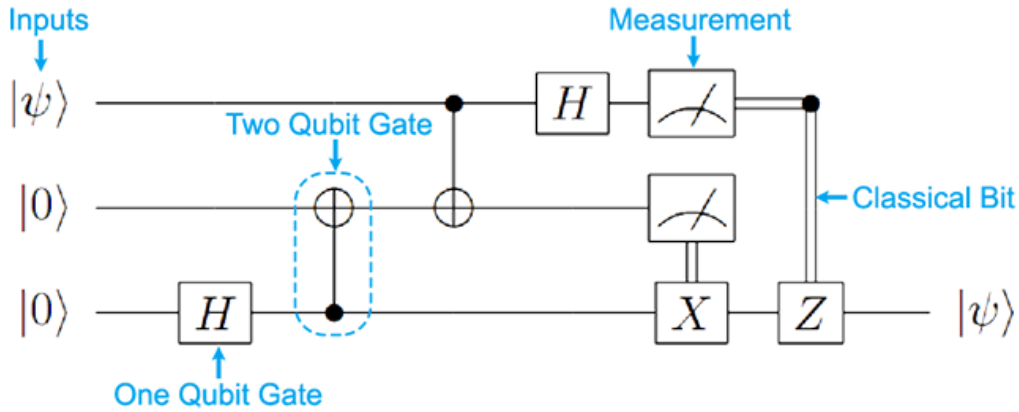 Inputs
Measurement
|ψ⟩
H
Two Qubit Gate
|0⟩
Classical Bit
|0⟩
H
X
Z
|ψ⟩
One Qubit Gate